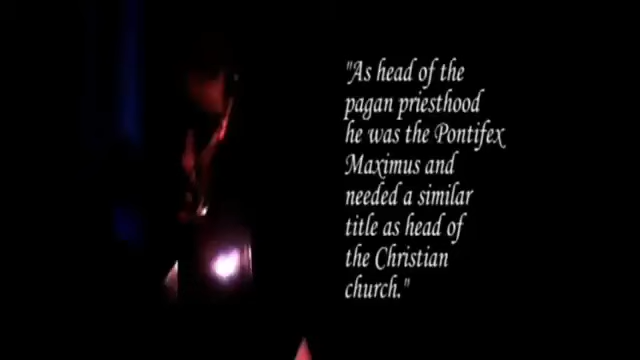 "As head of the
pagan priesthood
he was the Pontifex
Maximus and
needed a similar
title as head of
the Christian
church."